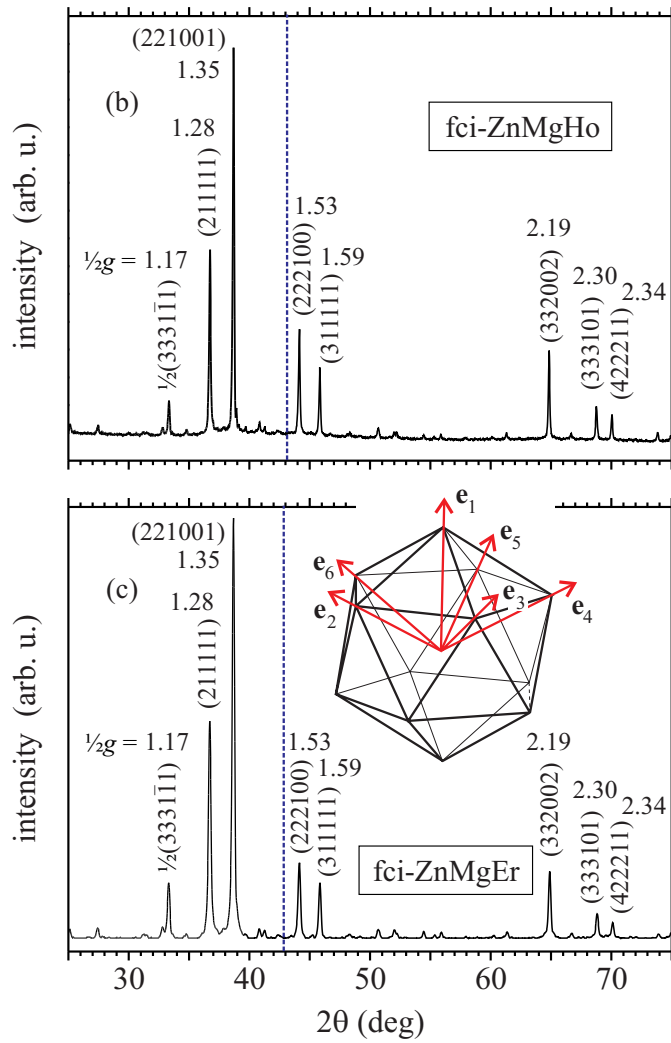 (221001)
1.35
(b)
fci-ZnMgHo
1.28
(211111)
1.53
(222100)
1.59
(311111)
½g = 1.17
½(3331̄1̄1)
2.19
(332002)
2.30
(333101)
2.34
(422211)
intensity (arb. u.)
(221001)
1.35
(c)
1.28
(211111)
e₁
e₅
e₆
e₃
e₂
e₄
½g = 1.17
½(3331̄1̄1)
1.53
(222100)
1.59
(311111)
2.19
(332002)
2.30
(333101)
2.34
(422211)
fci-ZnMgEr
intensity (arb. u.)
30 40 50 60 70
2θ (deg)